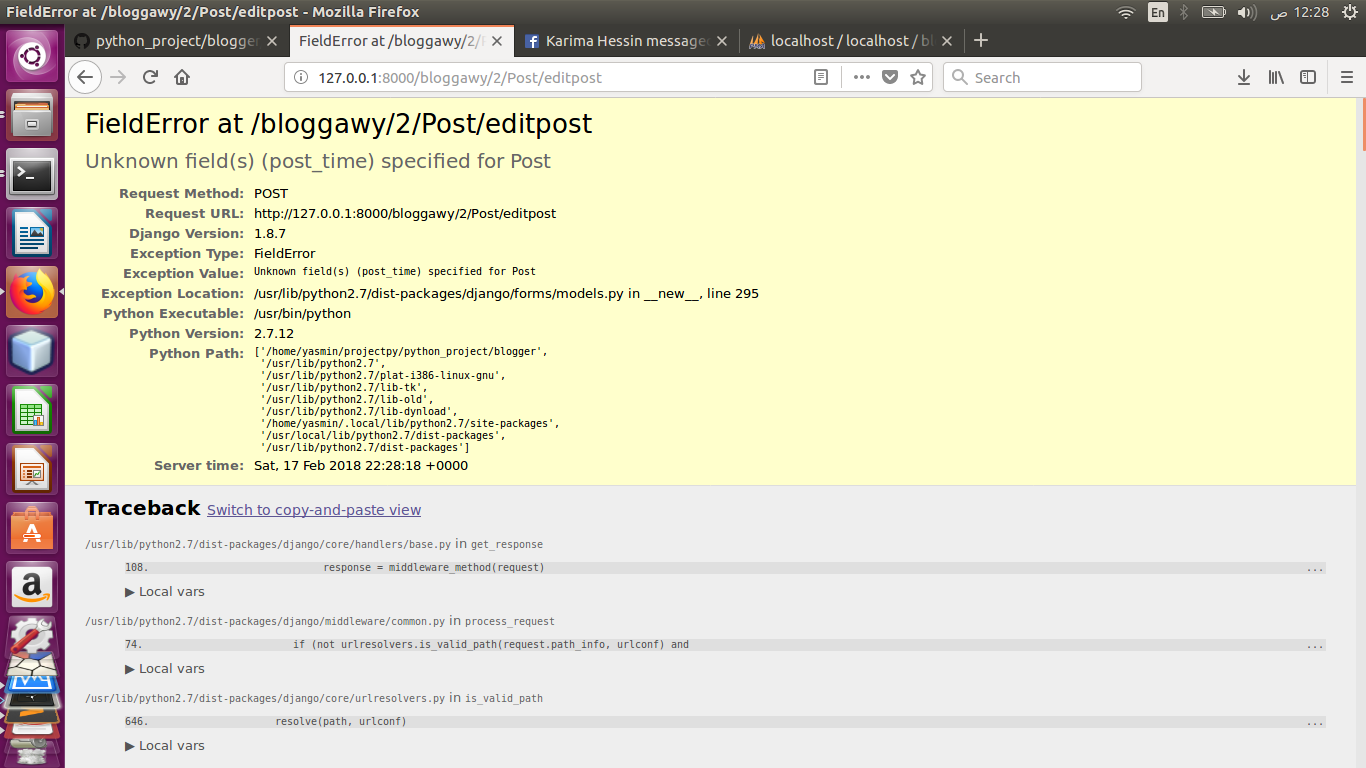 FieldError at /bloggawy/2/Post/editpost - Mozilla Firefox
En
12:28 ص
python_project/blogger
FieldError at /bloggawy/2/
Karima Hessin message
localhost / localhost / bl
127.0.0.1:8000/bloggawy/2/Post/editpost
Search
FieldError at /bloggawy/2/Post/editpost
Unknown field(s) (post_time) specified for Post
Request Method: POST
Request URL: http://127.0.0.1:8000/bloggawy/2/Post/editpost
Django Version: 1.8.7
Exception Type: FieldError
Exception Value: Unknown field(s) (post_time) specified for Post
Exception Location: /usr/lib/python2.7/dist-packages/django/forms/models.py in __new__, line 295
Python Executable: /usr/bin/python
Python Version: 2.7.12
Python Path: ['/home/yasmin/projectpy/python_project/blogger',
'/usr/lib/python2.7',
'/usr/lib/python2.7/plat-i386-linux-gnu',
'/usr/lib/python2.7/lib-tk',
'/usr/lib/python2.7/lib-old',
'/usr/lib/python2.7/lib-dynload',
'/home/yasmin/.local/lib/python2.7/site-packages',
'/usr/local/lib/python2.7/dist-packages',
'/usr/lib/python2.7/dist-packages']
Server time: Sat, 17 Feb 2018 22:28:18 +0000
Traceback Switch to copy-and-paste view
/usr/lib/python2.7/dist-packages/django/core/handlers/base.py in get_response
108. response = middleware_method(request) ...
▶ Local vars
/usr/lib/python2.7/dist-packages/django/middleware/common.py in process_request
74. if (not urlresolvers.is_valid_path(request.path_info, urlconf) and ...
▶ Local vars
/usr/lib/python2.7/dist-packages/django/core/urlresolvers.py in is_valid_path
646. resolve(path, urlconf) ...
▶ Local vars